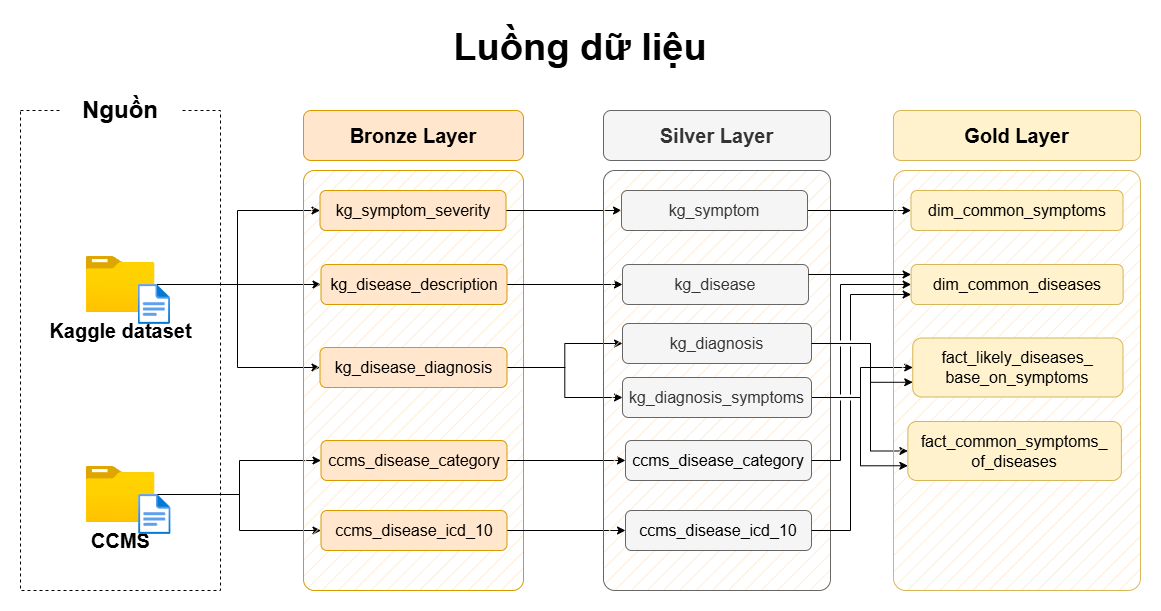 Luồng dữ liệu
Nguồn
Kaggle dataset
CCMS
Bronze Layer
kg_symptom_severity
kg_disease_description
kg_disease_diagnosis
ccms_disease_category
ccms_disease_icd_10
Silver Layer
kg_symptom
kg_disease
kg_diagnosis
kg_diagnosis_symptoms
ccms_disease_category
ccms_disease_icd_10
Gold Layer
dim_common_symptoms
dim_common_diseases
fact_likely_diseases_
base_on_symptoms
fact_common_symptoms_
of_diseases